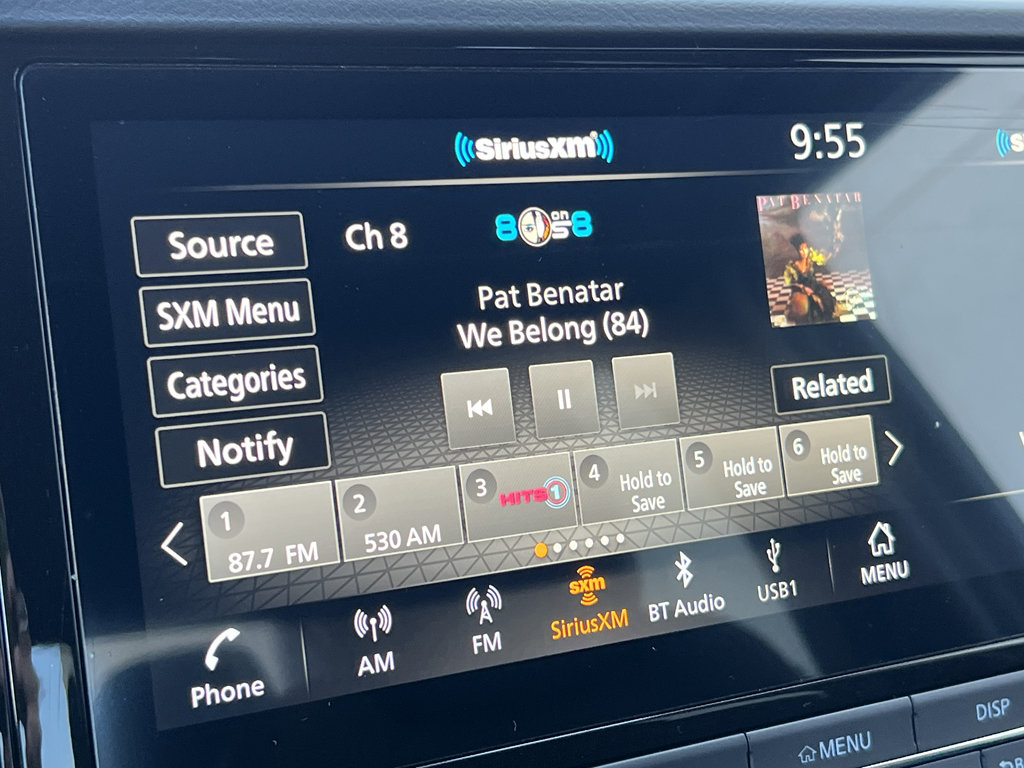 SiriusXM
9:55
Source
Ch 8
8 on 8
PAT BENATAR
SXM Menu
Pat Benatar
We Belong (84)
Categories
Related
Notify
1
87.7 FM
2
530 AM
3
HITS 1
4
Hold to
Save
5
Hold to
Save
6
Hold to
Save
Phone
AM
FM
sxm
SiriusXM
BT Audio
USB1
MENU
MENU
DISP